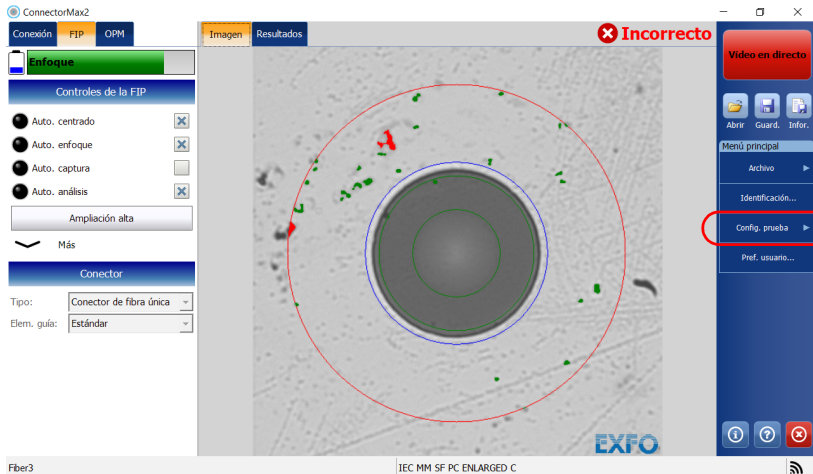 ConnectorMax2
Conexión FIP OPM
Enfoque
Controles de la FIP
Auto. centrado
Auto. enfoque
Auto. captura
Auto. análisis
Ampliación alta
Más
Conector
Tipo: Conector de fibra única
Elem. guía: Estándar
Imagen Resultados
Incorrecto
EXFO
Vídeo en directo
Abrir Guard. Infor.
Menú principal
Archivo
Identificación...
Config. prueba
Pref. usuario...
Fiber3
IEC MM SF PC ENLARGED C